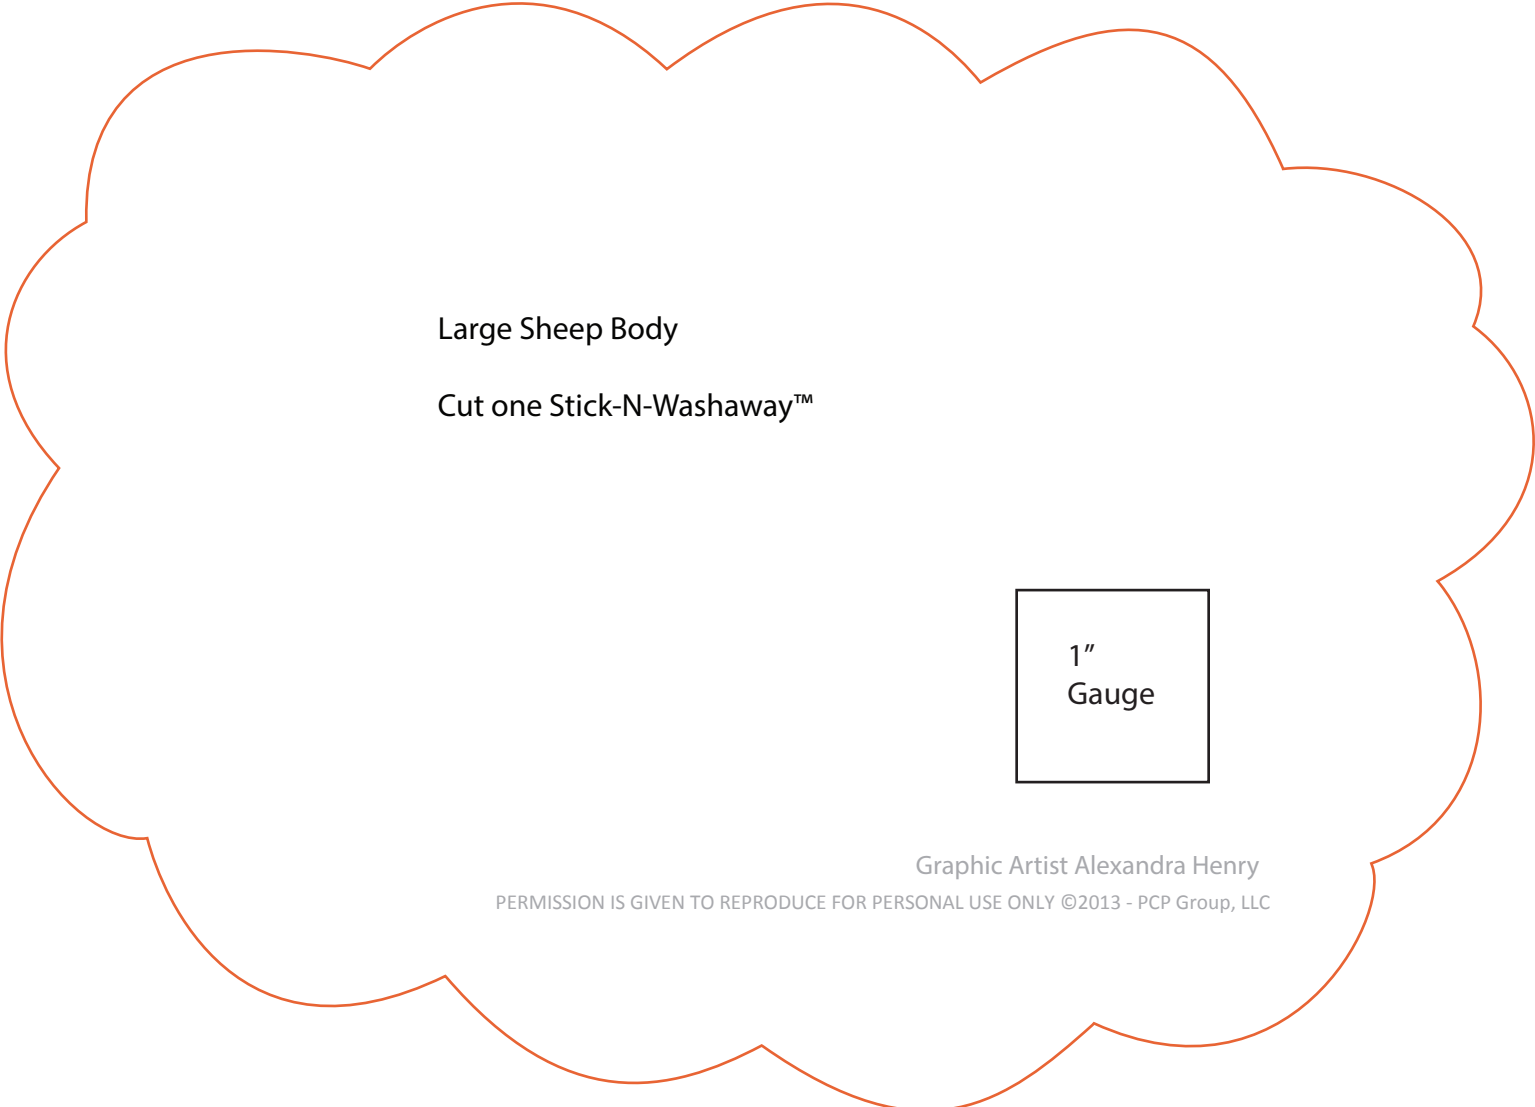 Large Sheep Body
Cut one Stick-N-Washaway™
1”
Gauge
Graphic Artist Alexandra Henry
PERMISSION IS GIVEN TO REPRODUCE FOR PERSONAL USE ONLY ©2013 - PCP Group, LLC